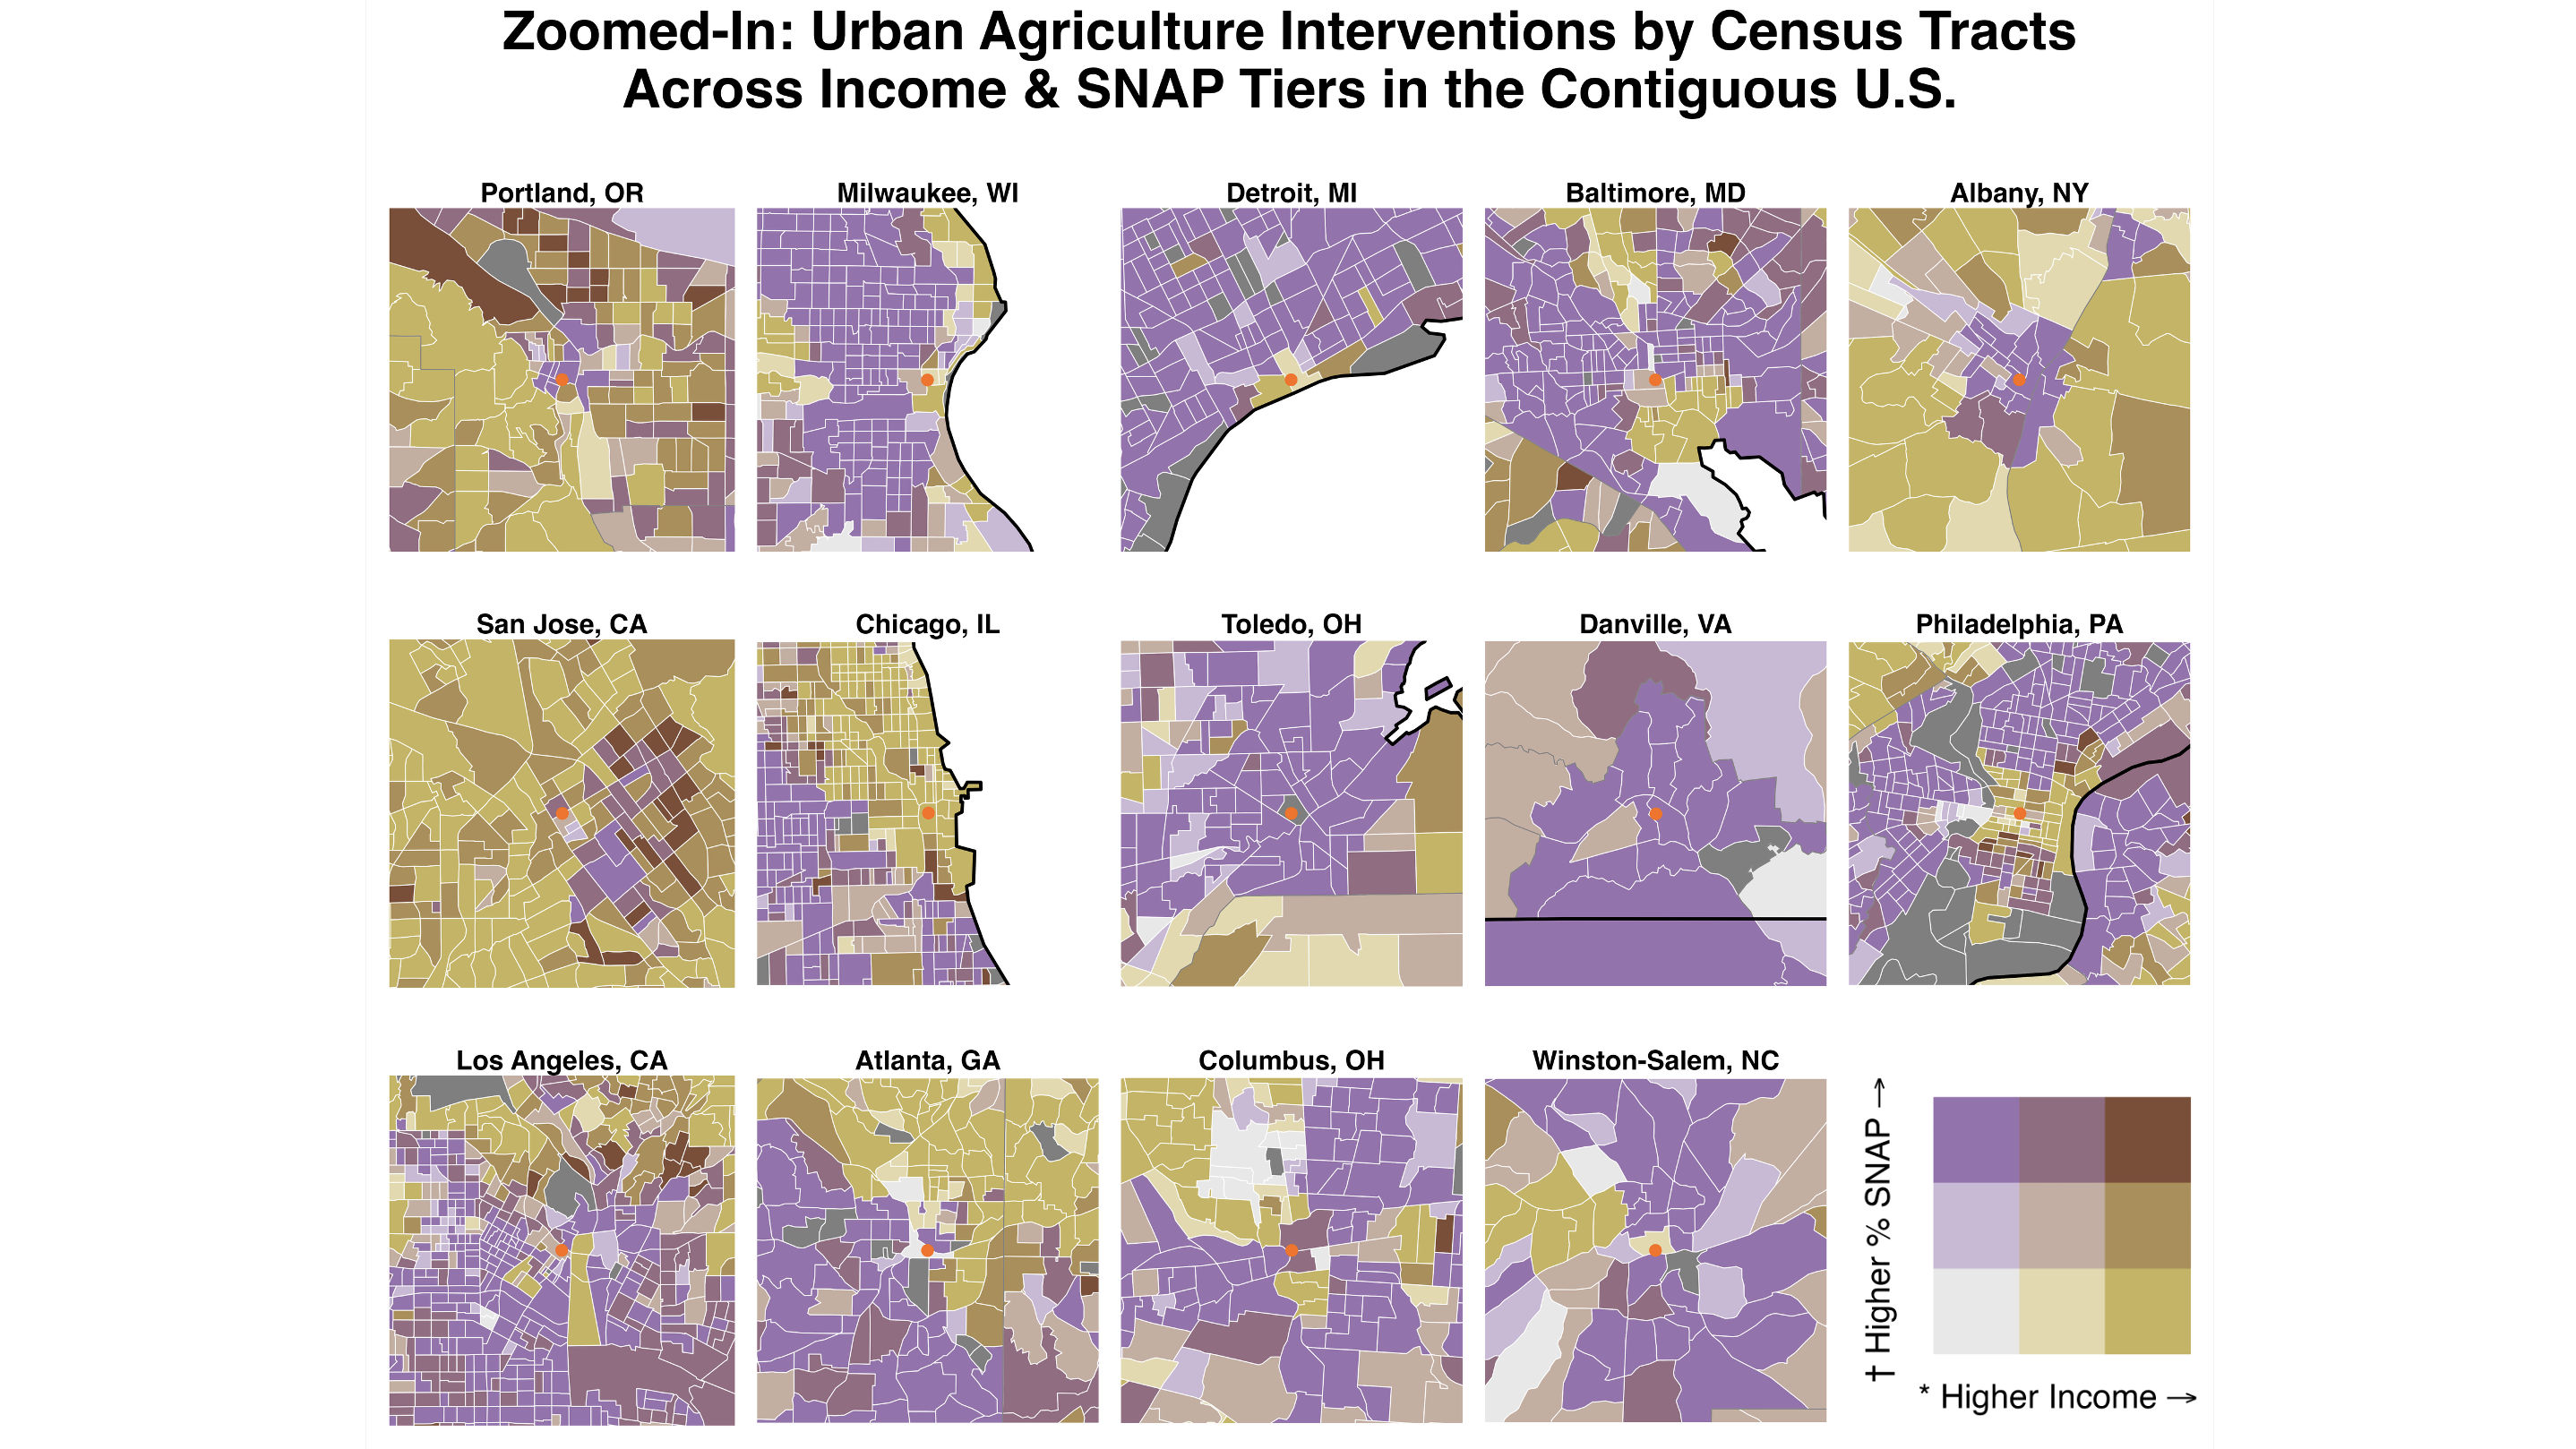 Zoomed-In: Urban Agriculture Interventions by Census Tracts
Across Income & SNAP Tiers in the Contiguous U.S.
Portland, OR
Milwaukee, WI
Detroit, MI
Baltimore, MD
Albany, NY
San Jose, CA
Chicago, IL
Toledo, OH
Danville, VA
Philadelphia, PA
Los Angeles, CA
Atlanta, GA
Columbus, OH
Winston-Salem, NC
† Higher % SNAP →
* Higher Income →